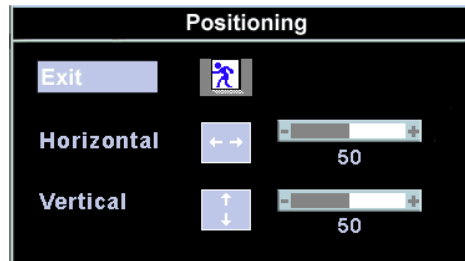 Positioning
Exit
Horizontal
- +
50
Vertical
- +
50